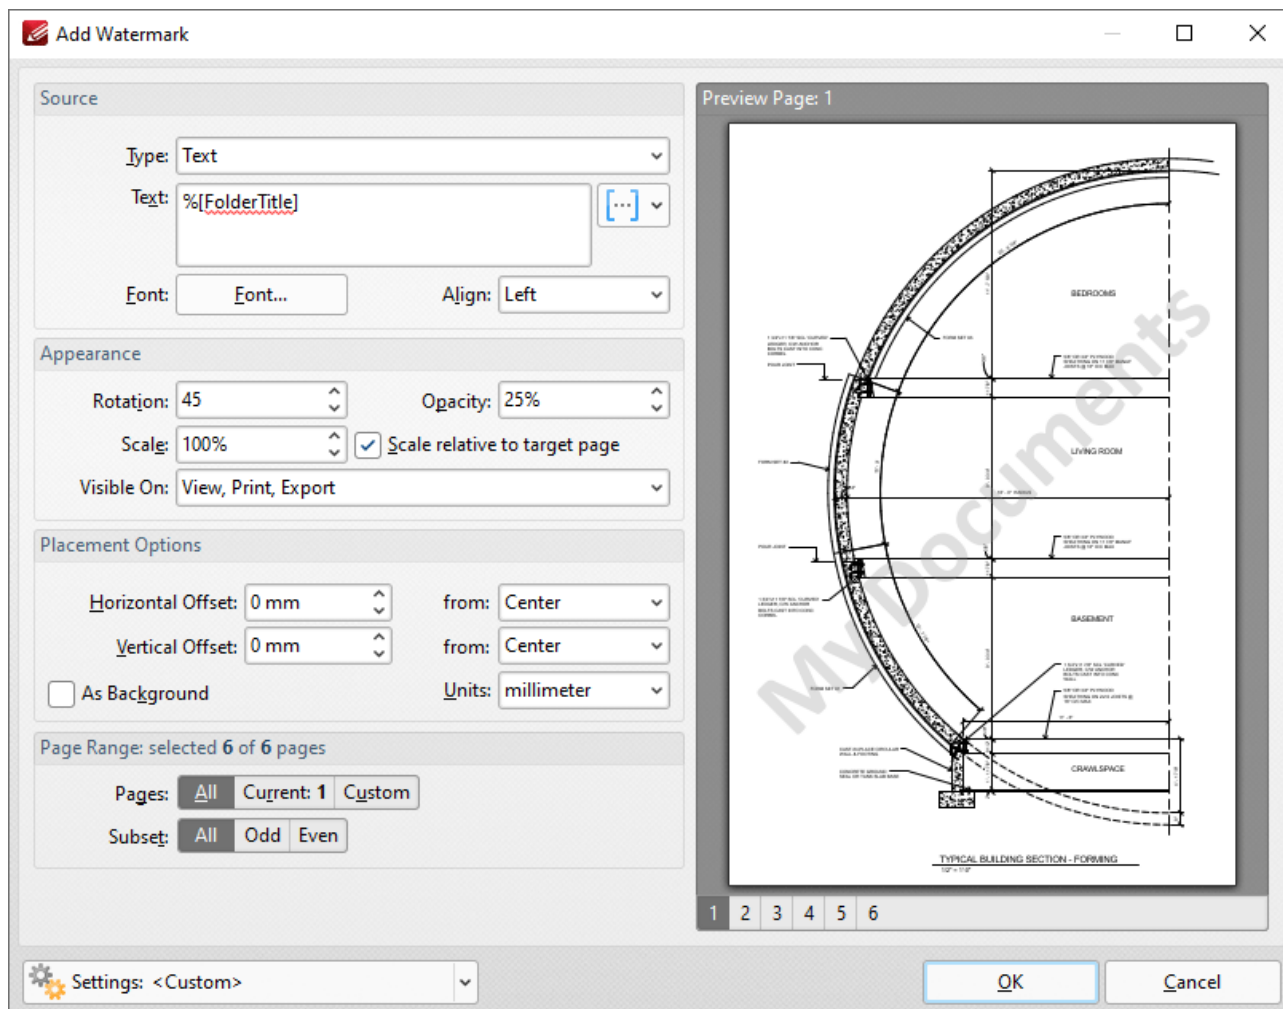 Add Watermark
Source
Type: Text
Text: %[FolderTitle]
Font: Font... Align: Left
Appearance
Rotation: 45 Opacity: 25%
Scale: 100% Scale relative to target page
Visible On: View, Print, Export
Placement Options
Horizontal Offset: 0 mm from: Center
Vertical Offset: 0 mm from: Center
As Background Units: millimeter
Page Range: selected 6 of 6 pages
Pages: All Current: 1 Custom
Subset: All Odd Even
Preview Page: 1
BEDROOMS
LIVING ROOM
BASEMENT
CRAWLSPACE
My Documents
TYPICAL BUILDING SECTION - FORMING
1 2 3 4 5 6
Settings: <Custom>
OK Cancel